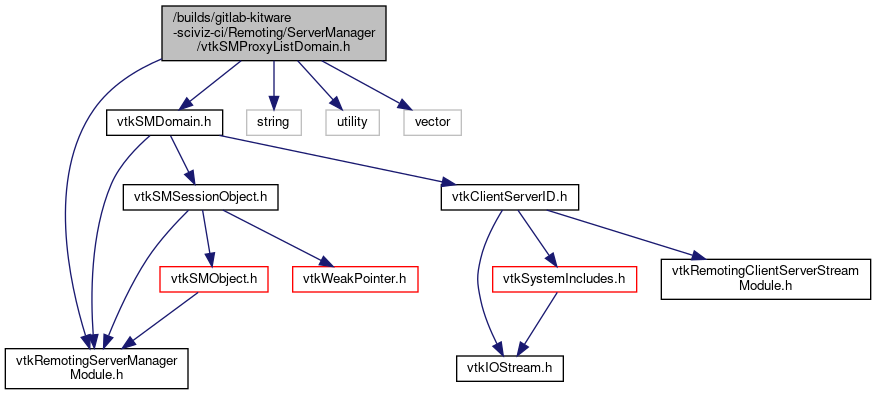 /builds/gitlab-kitware
-sciviz-ci/Remoting/ServerManager
/vtkSMProxyListDomain.h
vtkSMDomain.h
string
utility
vector
vtkSMSessionObject.h
vtkClientServerID.h
vtkSMObject.h
vtkWeakPointer.h
vtkSystemIncludes.h
vtkRemotingClientServerStream
Module.h
vtkRemotingServerManager
Module.h
vtkIOStream.h